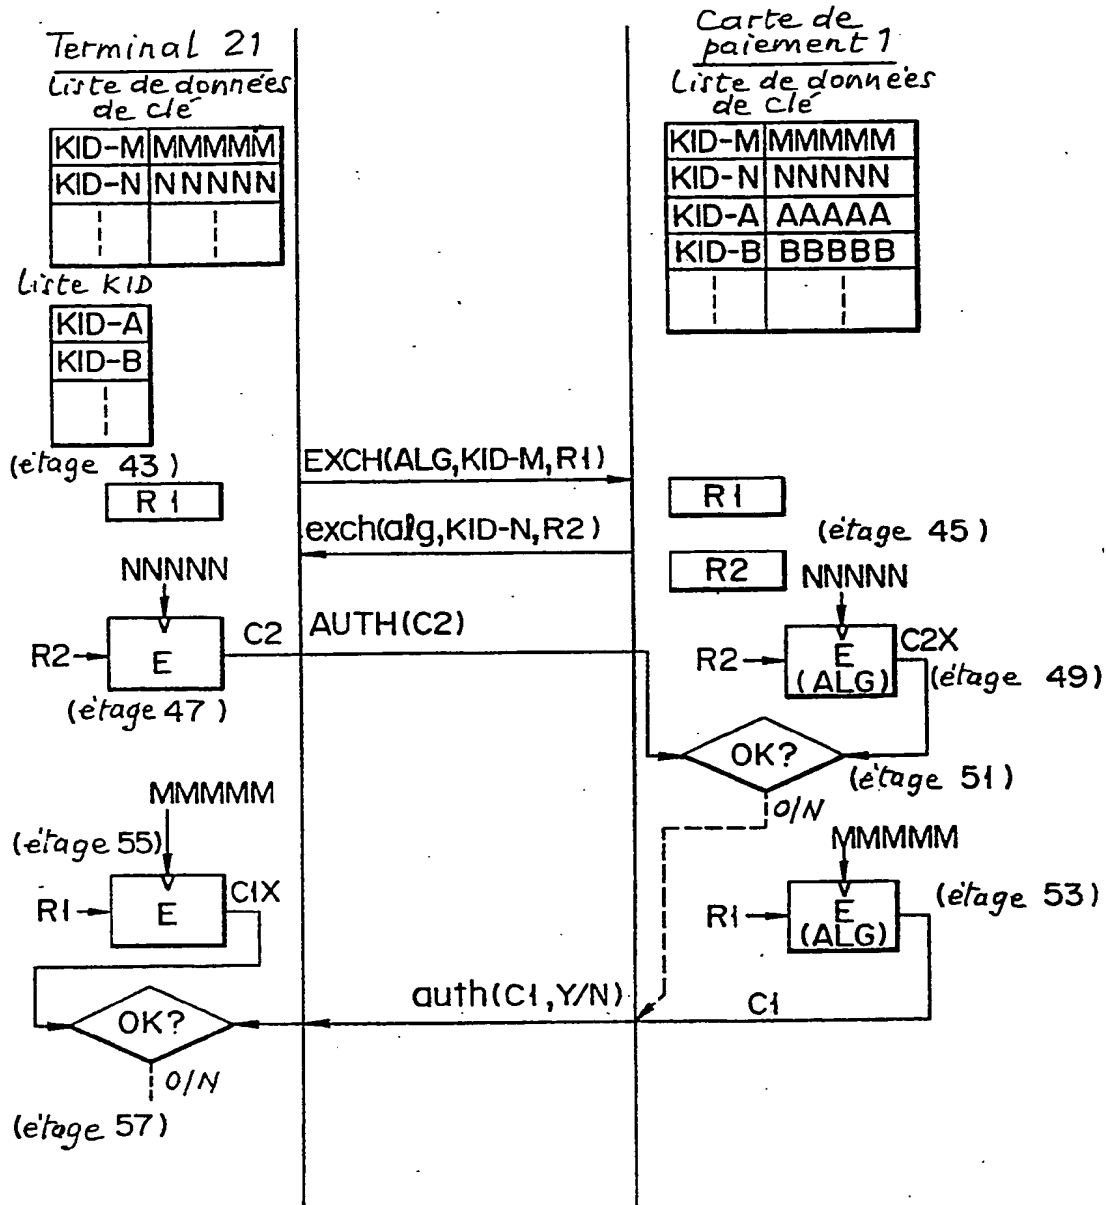 Terminal 21
Liste de données
de clé
KID-M MMMMM
KID-N NNNNN
Liste KID
KID-A
KID-B
(étage 43)
R1
Carte de
paiement 1
Liste de données
de clé
KID-M MMMMM
KID-N NNNNN
KID-A AAAAA
KID-B BBBBB
EXCH(ALG,KID-M,R1)
R1
exch(alg,KID-N,R2)
(étage 45)
R2
NNNNN
NNNNN
R2
E
C2
AUTH(C2)
(étage 47)
R2
E
(ALG)
C2X
(étage 49)
OK?
(étage 51)
O/N
MMMMM
(étage 55)
R1
E
C1X
MMMMM
R1
E
(ALG)
(étage 53)
auth(C1,Y/N)
C1
OK?
O/N
(étage 57)